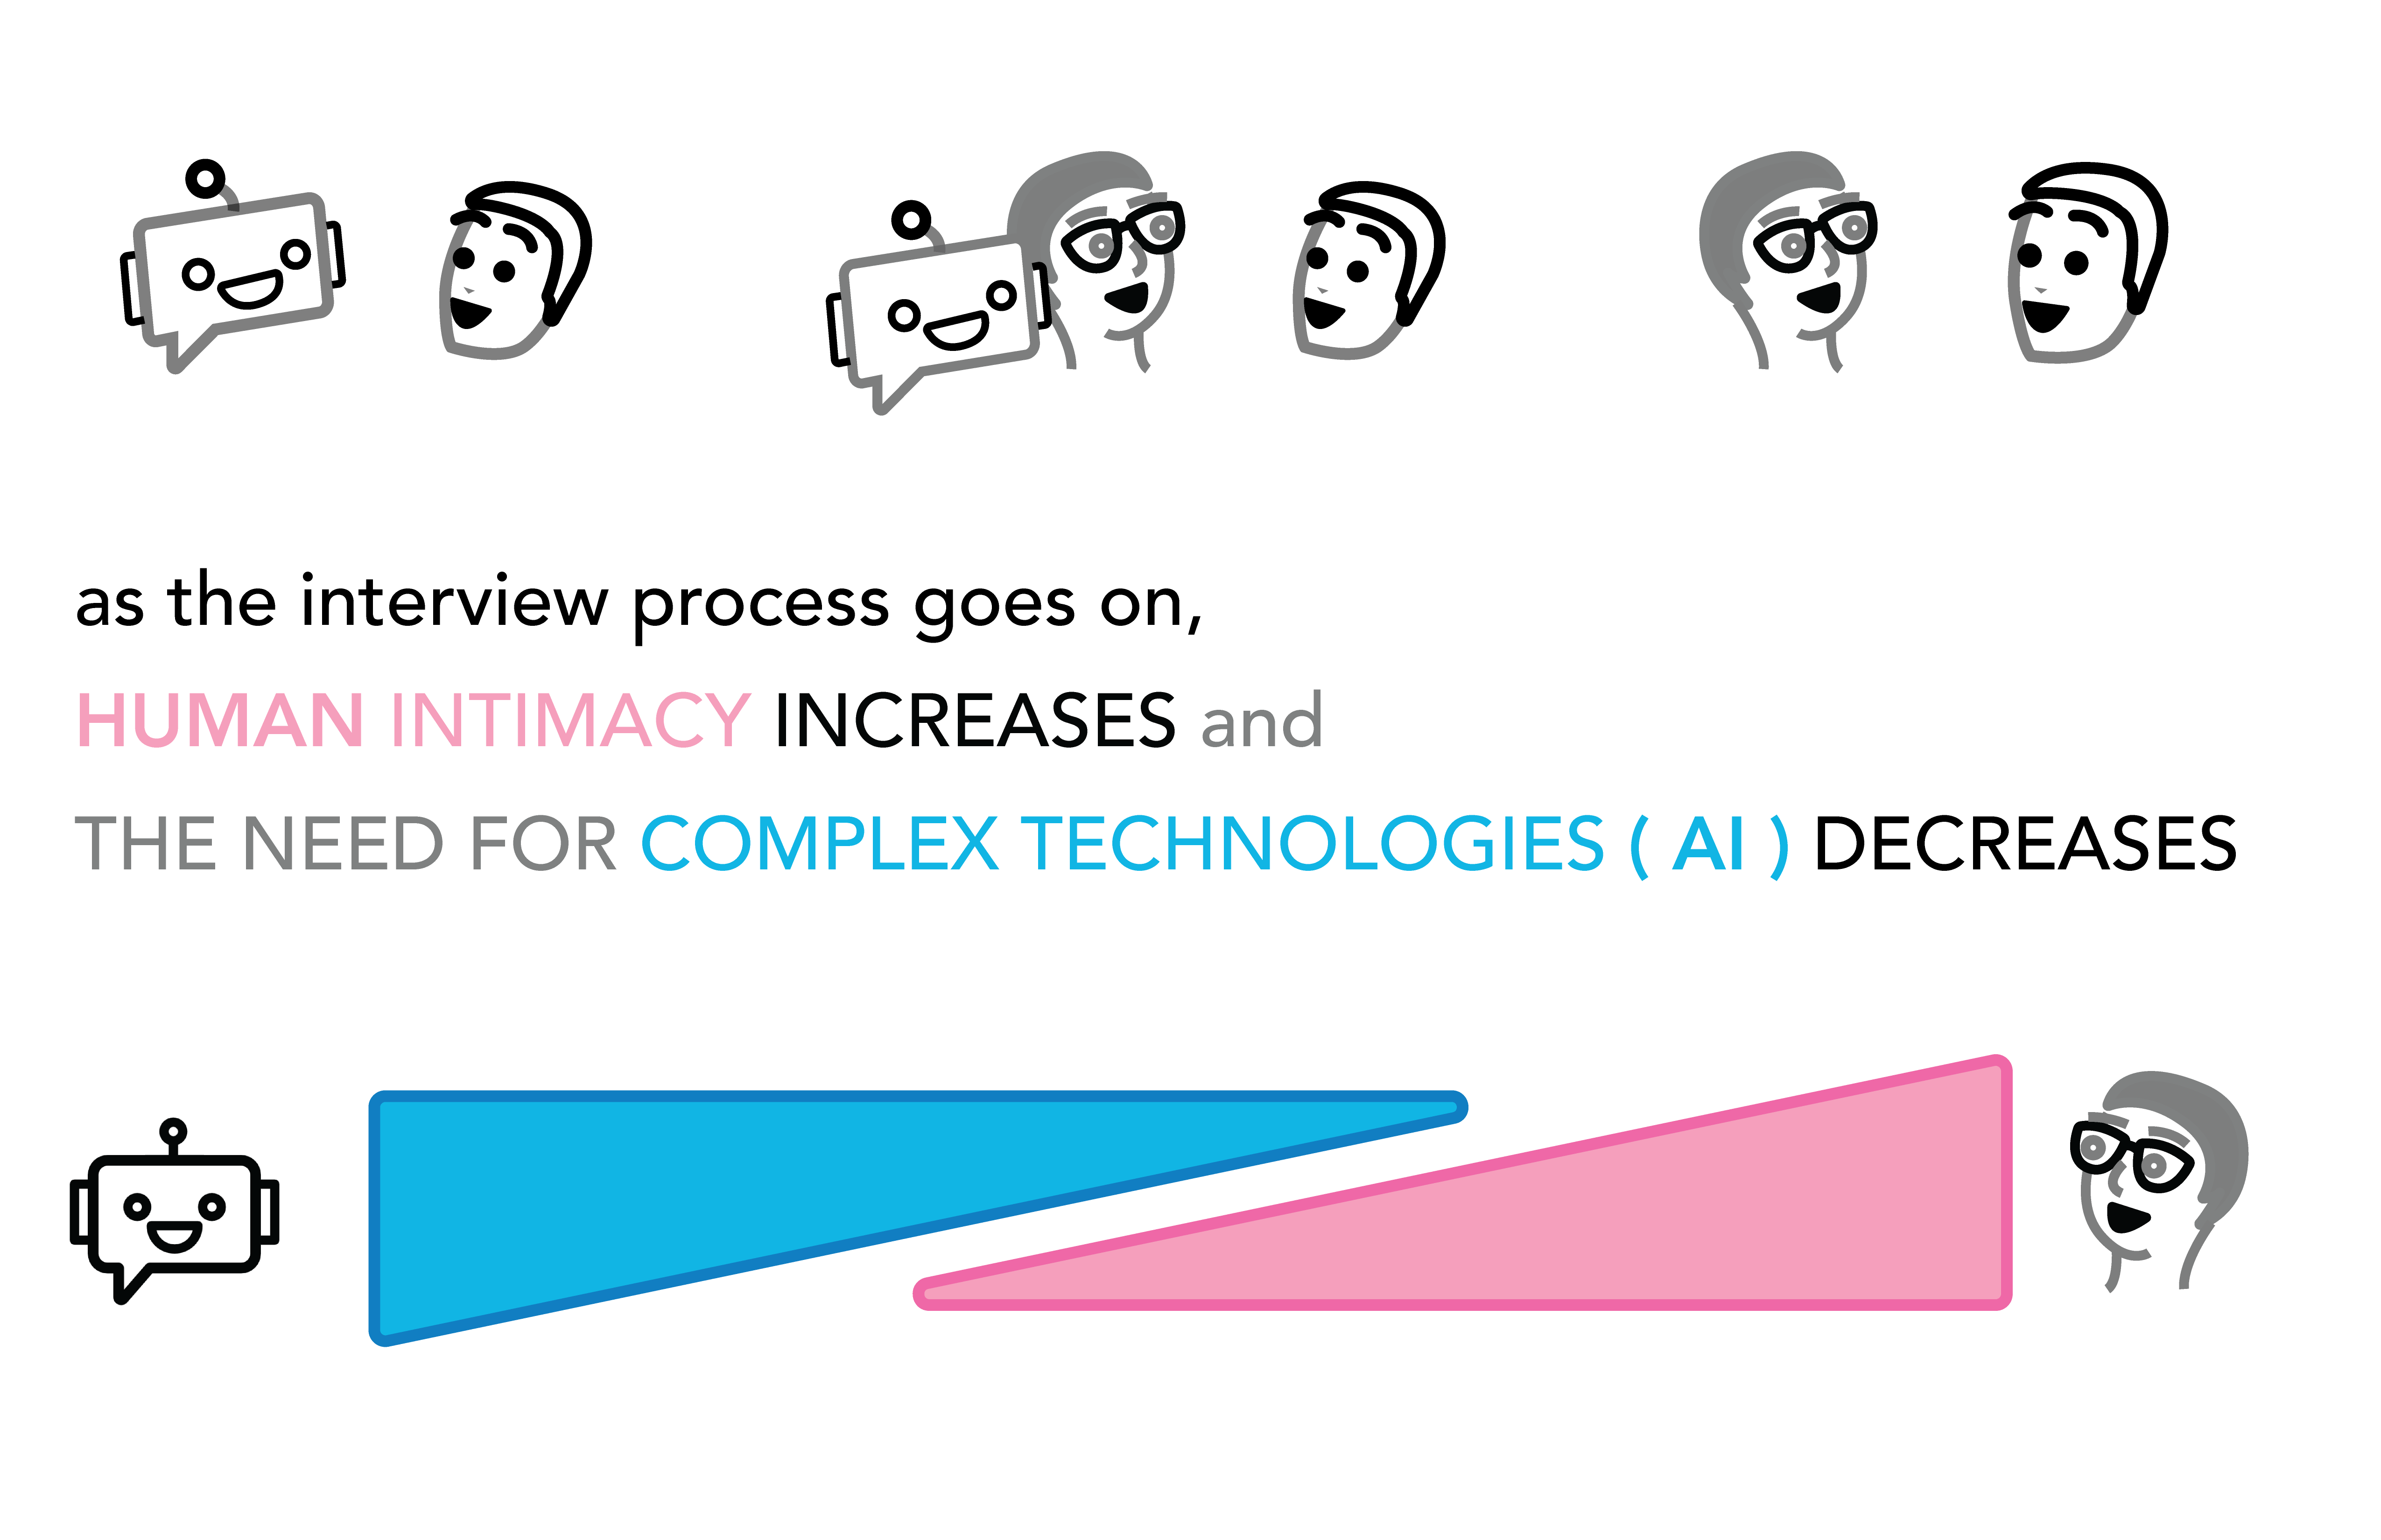 as the interview process goes on,
HUMAN INTIMACY INCREASES and
THE NEED FOR COMPLEX TECHNOLOGIES ( AI ) DECREASES